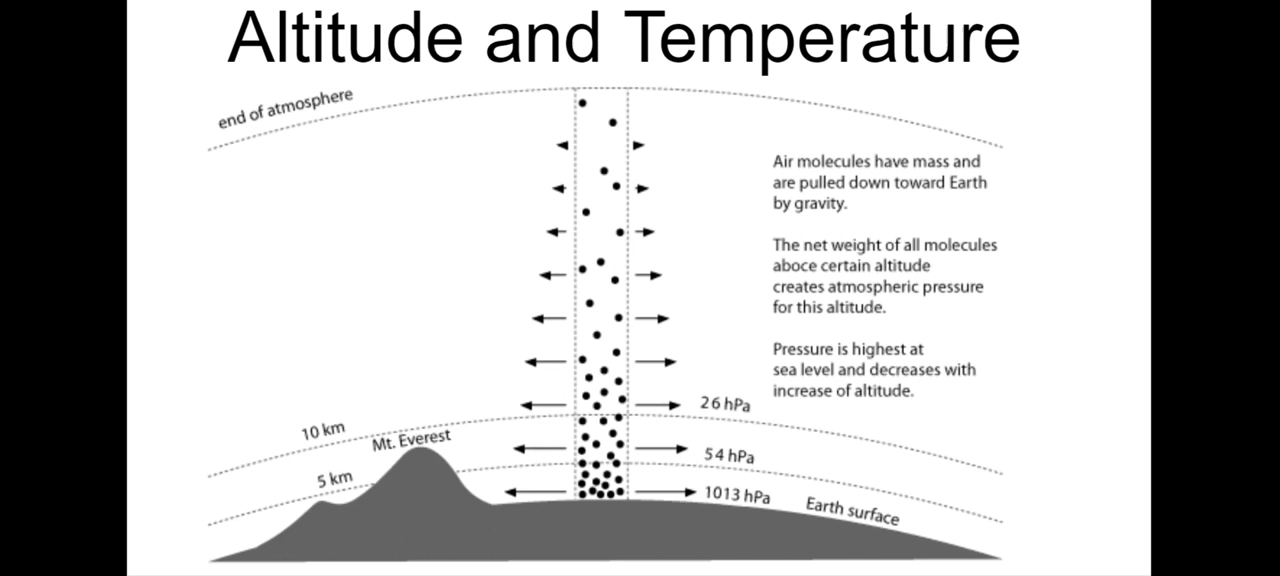 Altitude and Temperature
end of atmosphere
Air molecules have mass and
are pulled down toward Earth
by gravity.
The net weight of all molecules
aboce certain altitude
creates atmospheric pressure
for this altitude.
Pressure is highest at
sea level and decreases with
increase of altitude.
26 hPa
10 km
Mt. Everest
54 hPa
5 km
1013 hPa
Earth surface